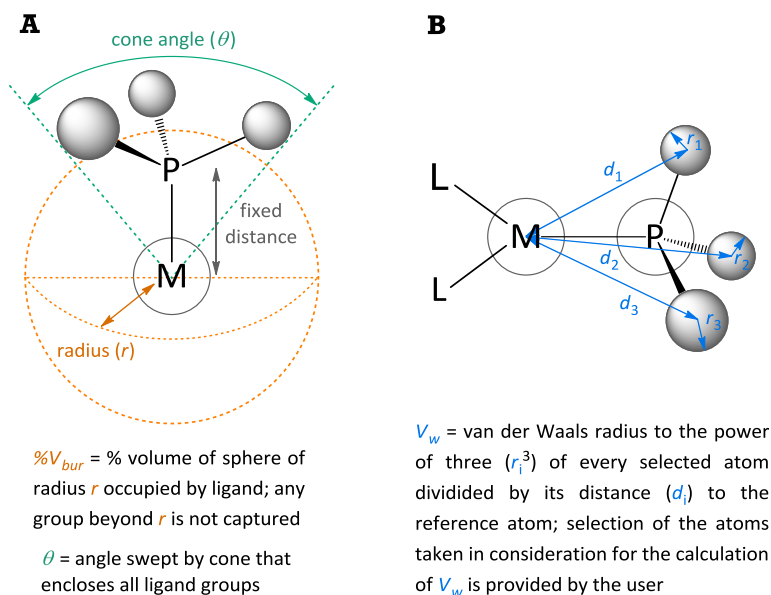 A
cone angle (θ)
P
fixed
distance
M
radius (r)
%Vbur = % volume of sphere of
radius r occupied by ligand; any
group beyond r is not captured
θ = angle swept by cone that
encloses all ligand groups
B
r1
d1
L
M
P
d2
r2
L
d3
r3
Vw = van der Waals radius to the power
of three (ri3) of every selected atom
dividided by its distance (di) to the
reference atom; selection of the atoms
taken in consideration for the calculation
of Vw is provided by the user